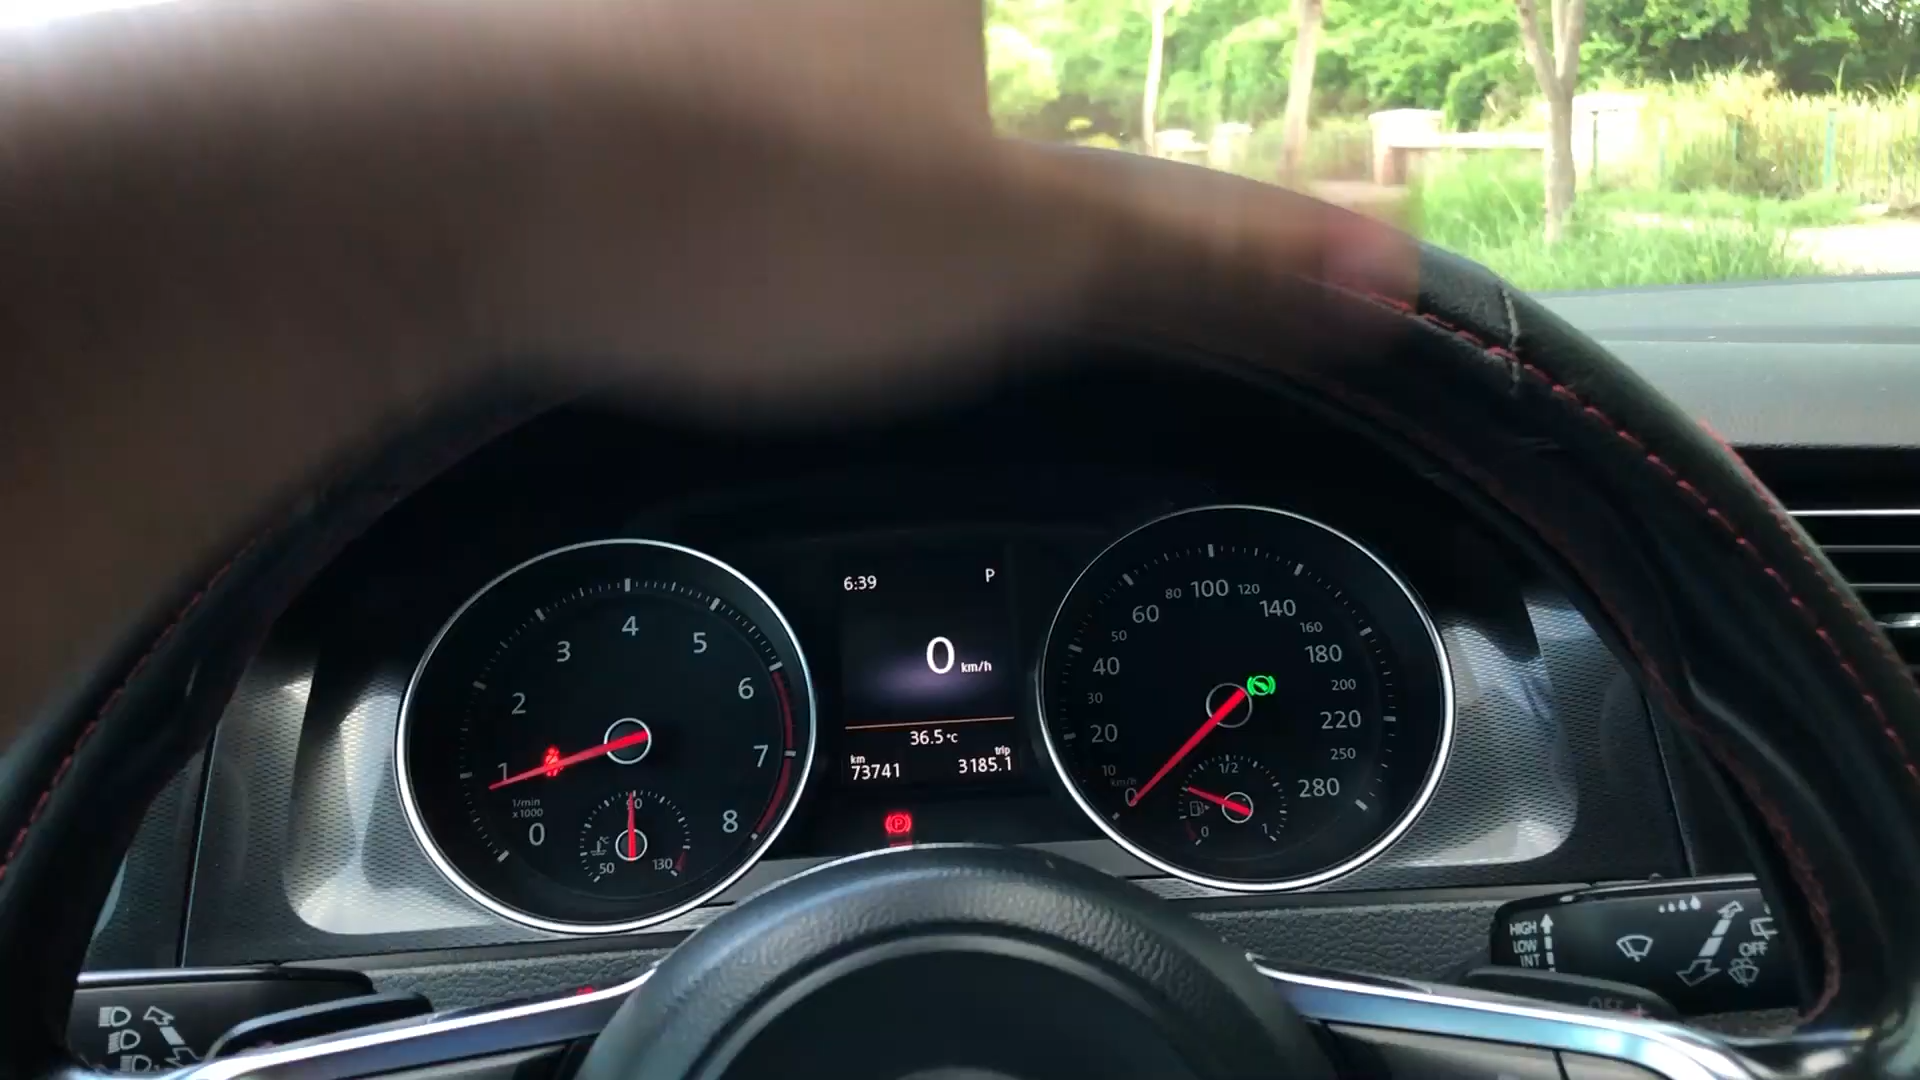 1
2
3
4
5
6
7
8
0
1/min
x1000
50
90
130
°C
6:39
P
0 km/h
36.5 °C
km
73741
trip
3185.1
P
0
10
20
30
40
50
60
80
100
120
140
160
180
200
220
250
280
km/h
0
1/2
1
HIGH
LOW
INT
OFF